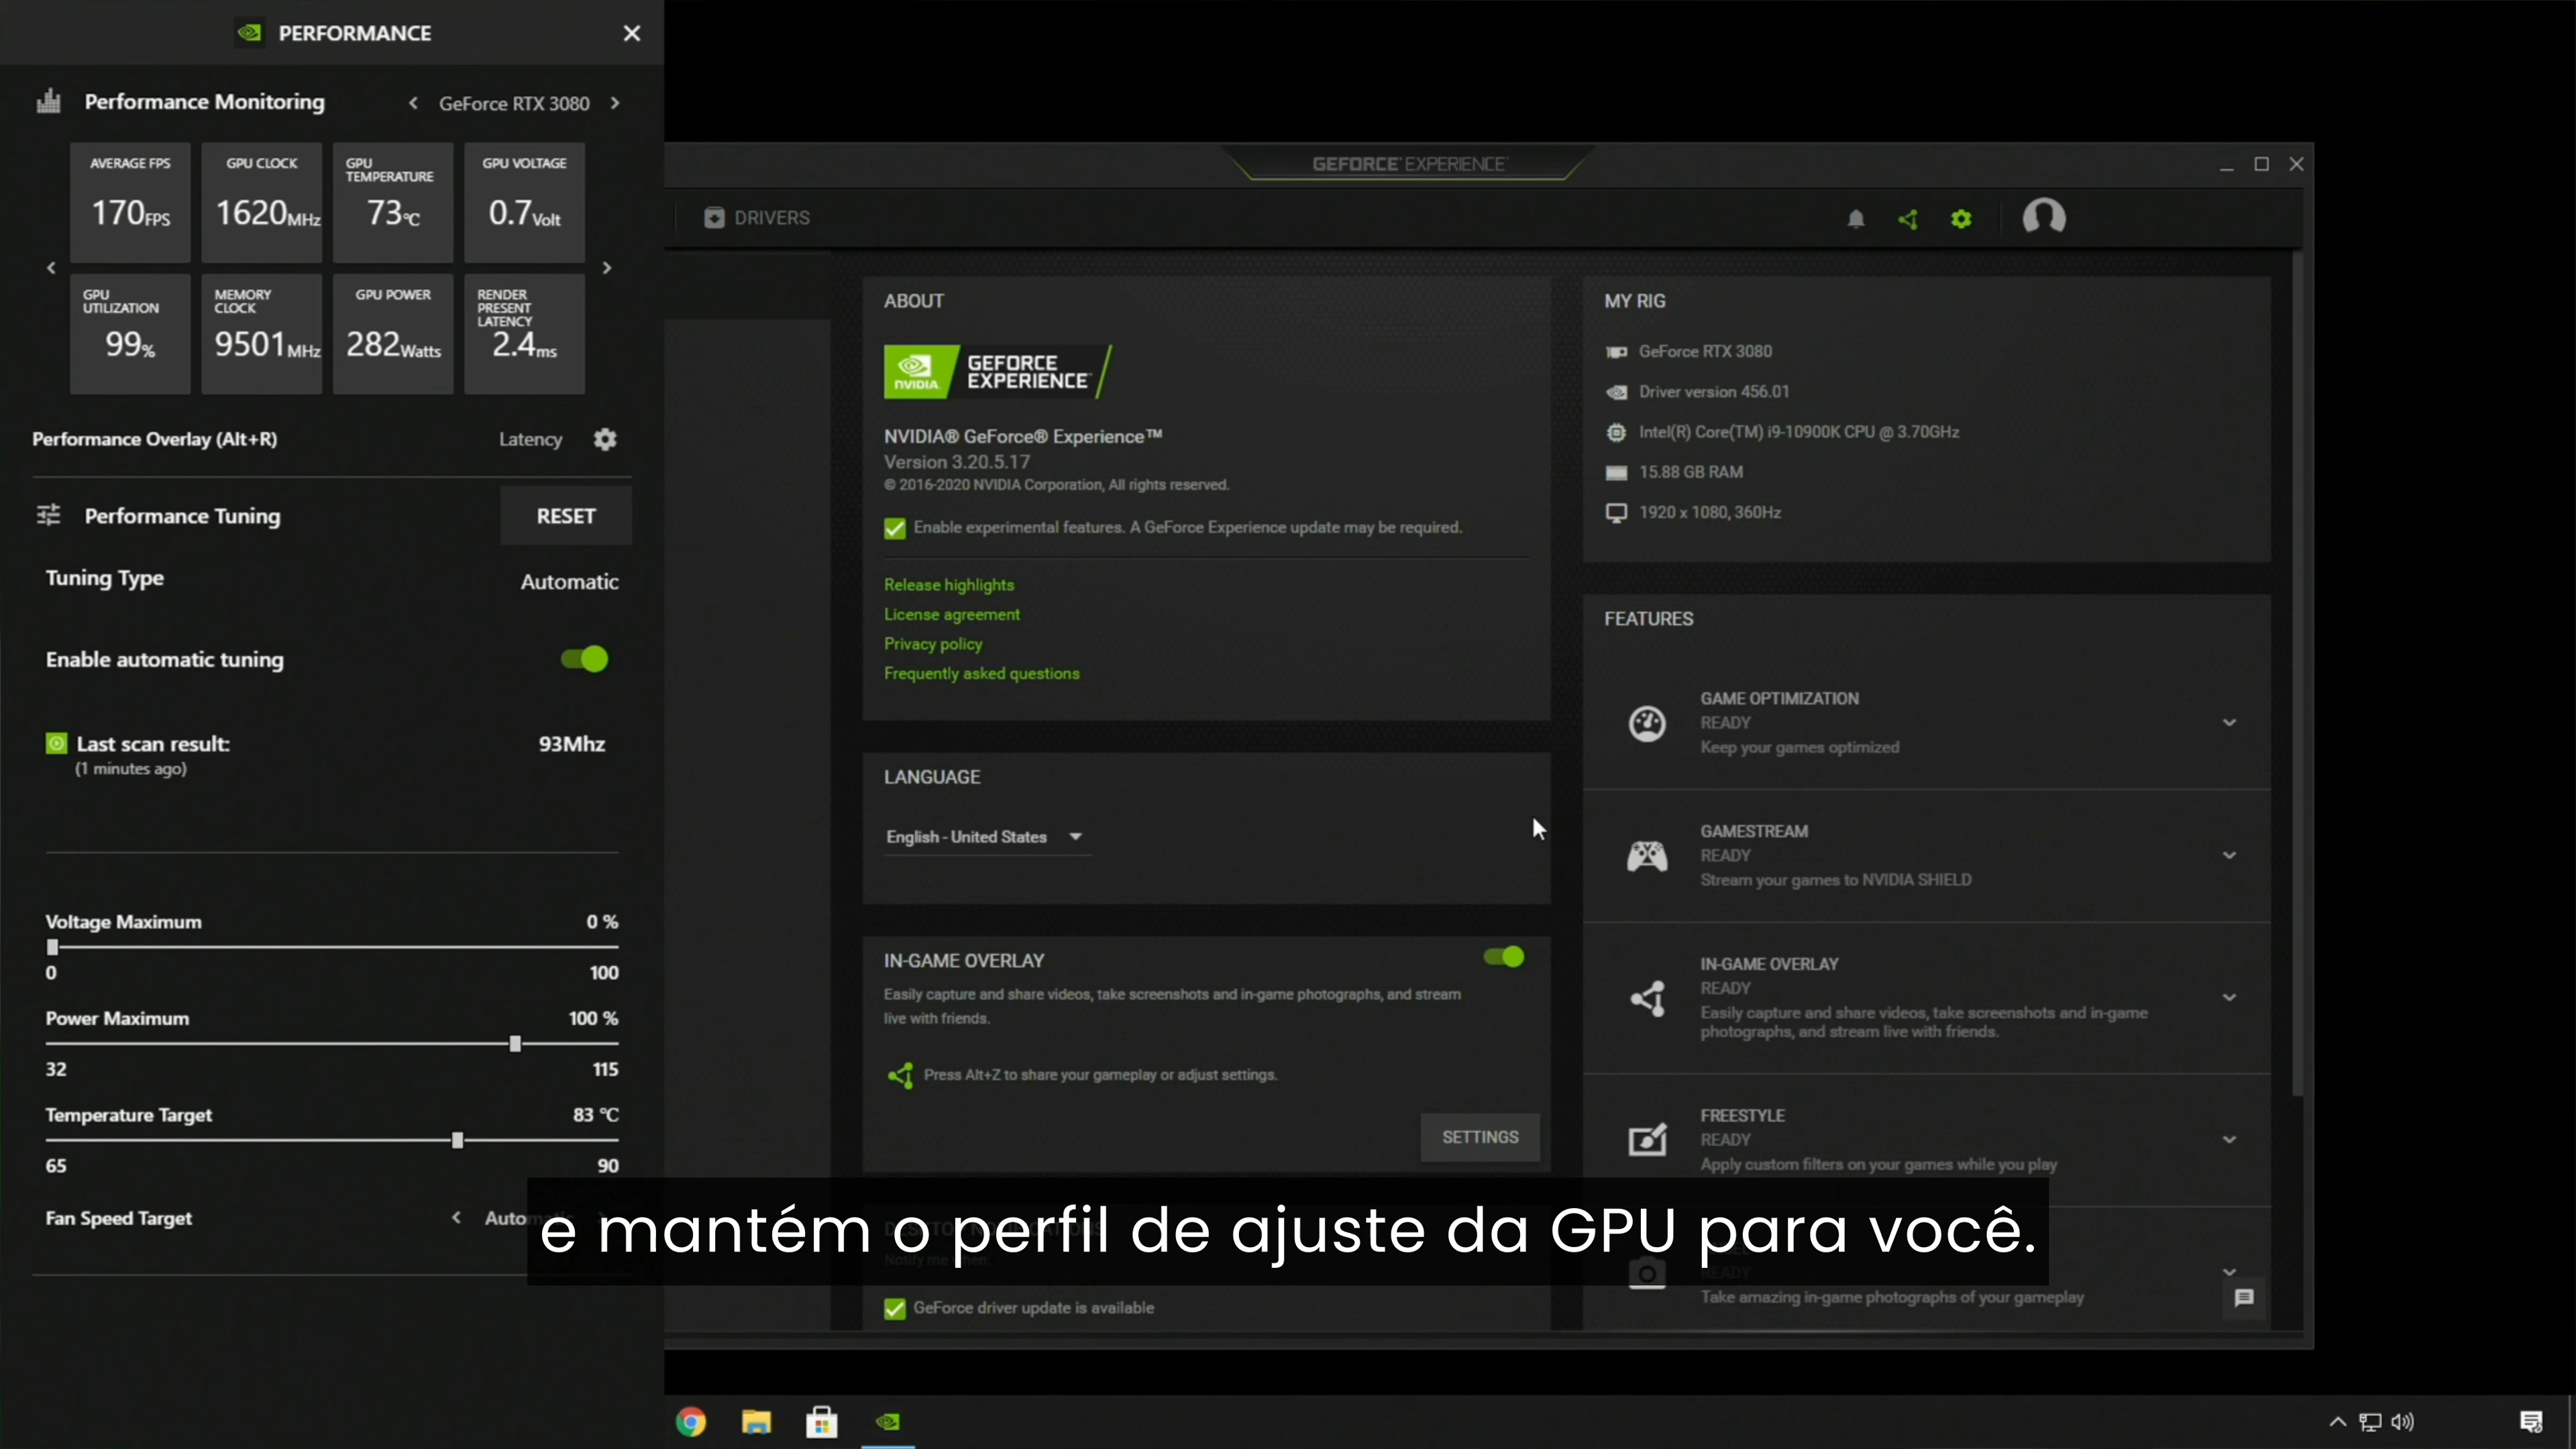 PERFORMANCE
Performance Monitoring
GeForce RTX 3080
AVERAGE FPS
170FPS
GPU CLOCK
1620MHz
GPU
TEMPERATURE
73°C
GPU VOLTAGE
0.7Volt
GPU
UTILIZATION
99%
MEMORY
CLOCK
9501MHz
GPU POWER
282Watts
RENDER
PRESENT
LATENCY
2.4ms
Performance Overlay (Alt+R)
Latency
Performance Tuning
RESET
Tuning Type
Automatic
Enable automatic tuning
Last scan result:
93Mhz
(1 minutes ago)
Voltage Maximum
0 %
0
100
Power Maximum
100 %
32
115
Temperature Target
83 °C
65
90
Fan Speed Target
GEFORCE EXPERIENCE
DRIVERS
ABOUT
NVIDIA
GEFORCE
EXPERIENCE
NVIDIA® GeForce® Experience™
Version 3.20.5.17
© 2016-2020 NVIDIA Corporation, All rights reserved.
Enable experimental features. A GeForce Experience update may be required.
Release highlights
License agreement
Privacy policy
Frequently asked questions
LANGUAGE
English - United States
IN-GAME OVERLAY
Easily capture and share videos, take screenshots and in-game photographs, and stream
live with friends.
Press Alt+Z to share your gameplay or adjust settings.
SETTINGS
GeForce driver update is available
MY RIG
GeForce RTX 3080
Driver version 456.01
Intel(R) Core(TM) i9-10900K CPU @ 3.70GHz
15.88 GB RAM
1920 x 1080, 360Hz
FEATURES
GAME OPTIMIZATION
READY
Keep your games optimized
GAMESTREAM
READY
Stream your games to NVIDIA SHIELD
IN-GAME OVERLAY
READY
Easily capture and share videos, take screenshots and in-game
photographs, and stream live with friends.
FREESTYLE
READY
Apply custom filters on your games while you play
READY
Take amazing in-game photographs of your gameplay
e mantém o perfil de ajuste da GPU para você.